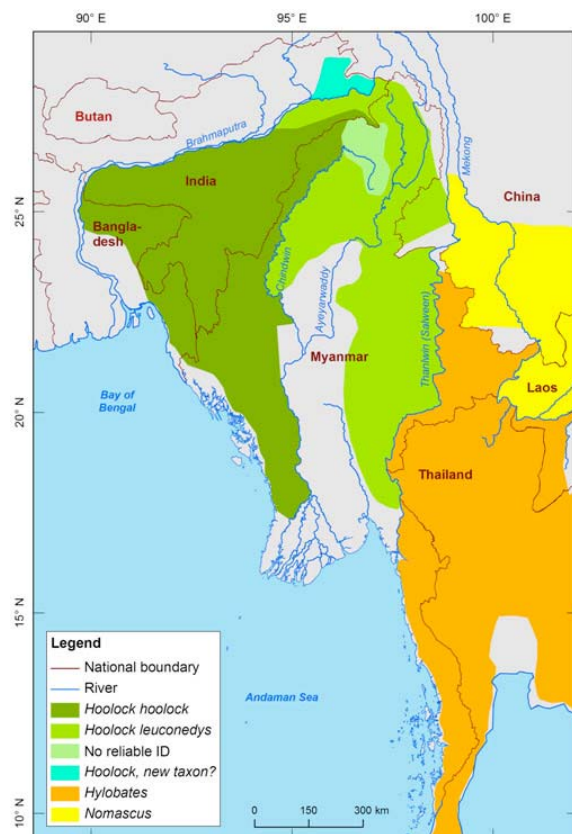 90° E
95° E
100° E
Butan
Brahmaputra
Mekong
India
China
25° N
Bangla-
desh
Chindwin
Ayeyarwaddy
Thanlwin (Salween)
Myanmar
Laos
20° N
Bay of
Bengal
Thailand
15° N
Legend
National boundary
River
Hoolock hoolock
Hoolock leuconedys
No reliable ID
Hoolock, new taxon?
Hylobates
Nomascus
Andaman Sea
0 150 300 km
10° N